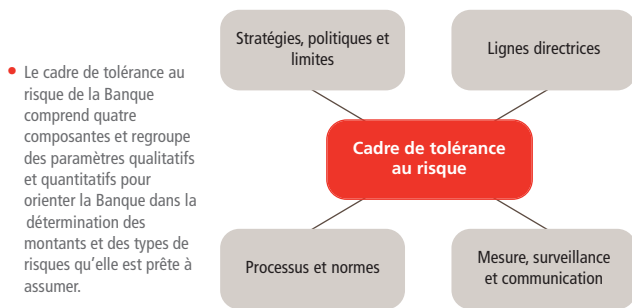 • Le cadre de tolérance au
risque de la Banque
comprend quatre
composantes et regroupe
des paramètres qualitatifs
et quantitatifs pour
orienter la Banque dans la
détermination des
montants et des types de
risques qu'elle est prête à
assumer.
Stratégies, politiques et
limites
Lignes directrices
Cadre de tolérance
au risque
Processus et normes
Mesure, surveillance
et communication